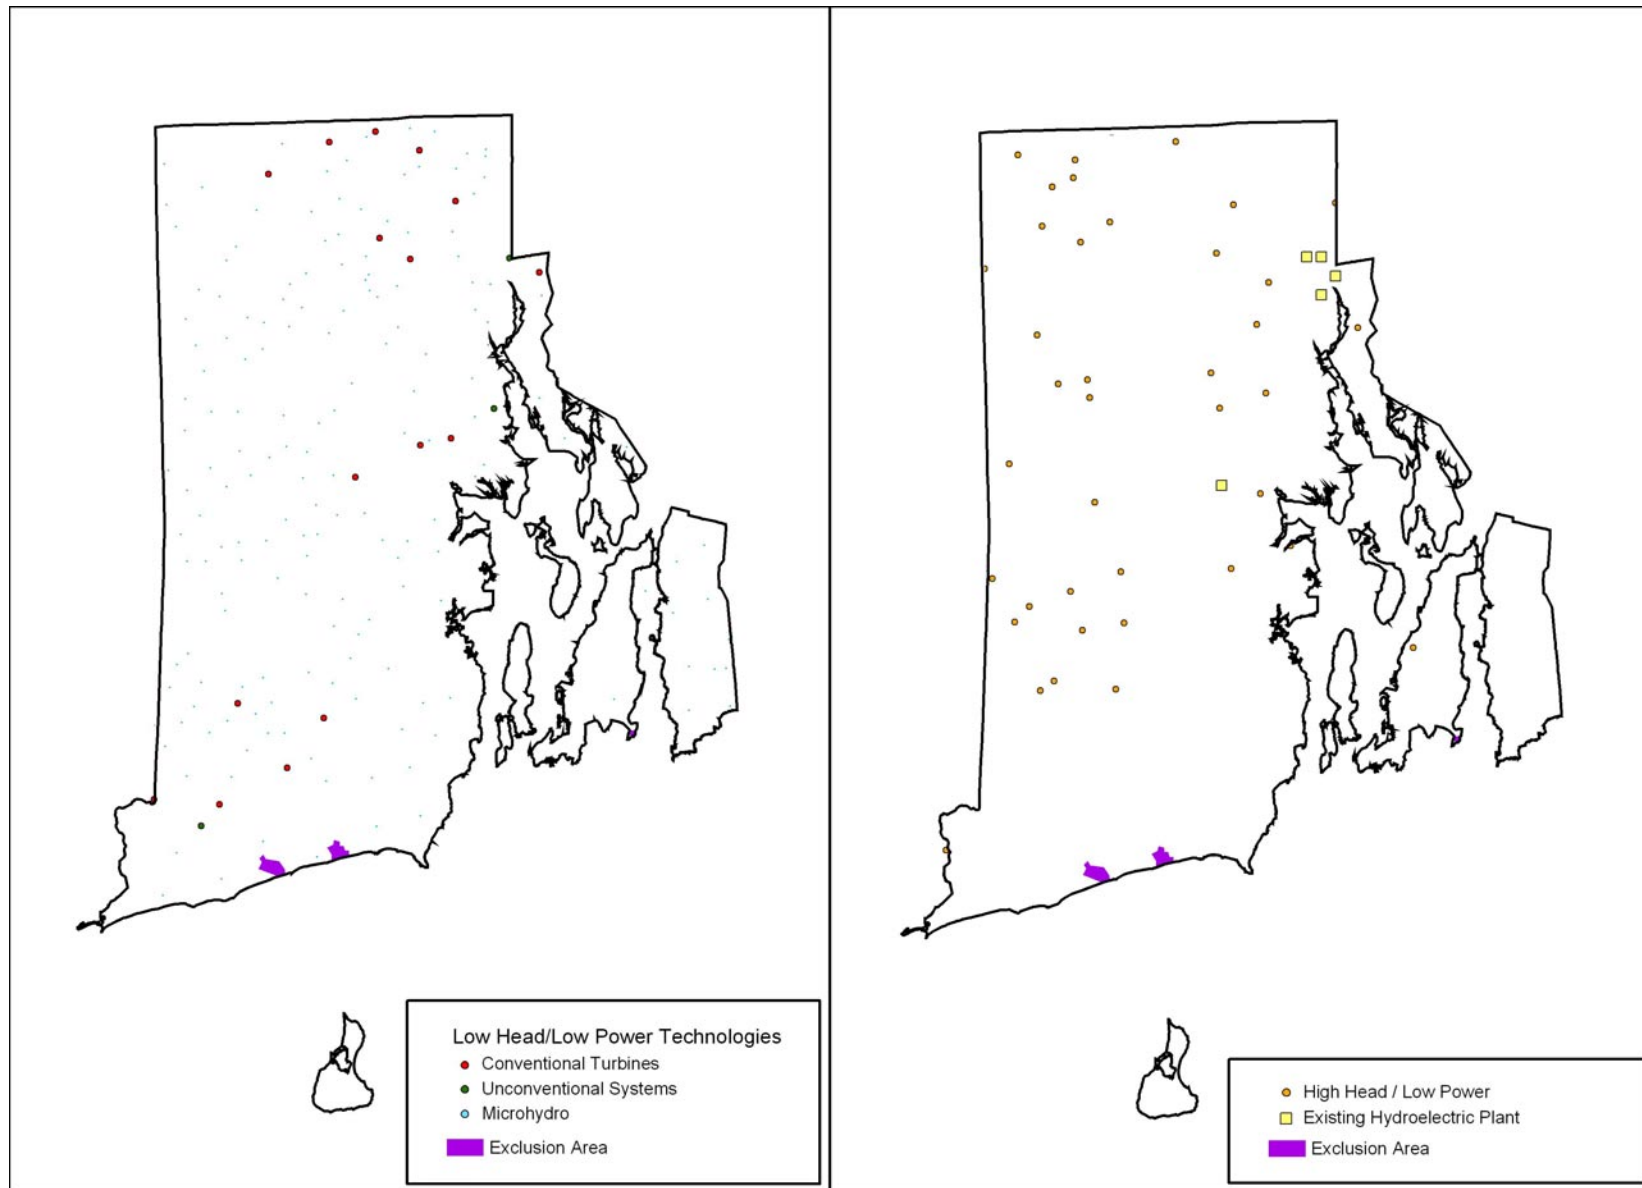 Low Head/Low Power Technologies
Conventional Turbines
Unconventional Systems
Microhydro
Exclusion Area
High Head / Low Power
Existing Hydroelectric Plant
Exclusion Area